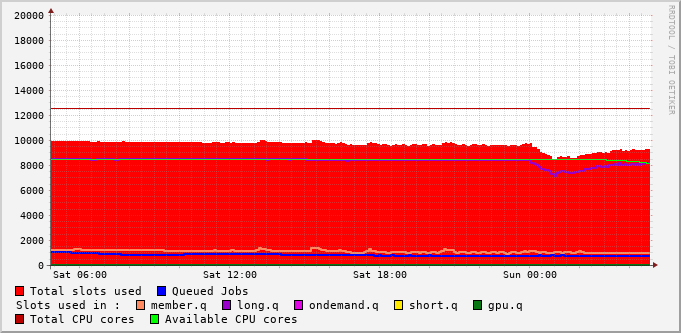 RRDTOOL / TOBI OETIKER
20000
18000
16000
14000
12000
10000
8000
6000
4000
2000
0
Sat 06:00 Sat 12:00 Sat 18:00 Sun 00:00
Total slots used Queued Jobs
Slots used in : member.q long.q ondemand.q short.q gpu.q
Total CPU cores Available CPU cores